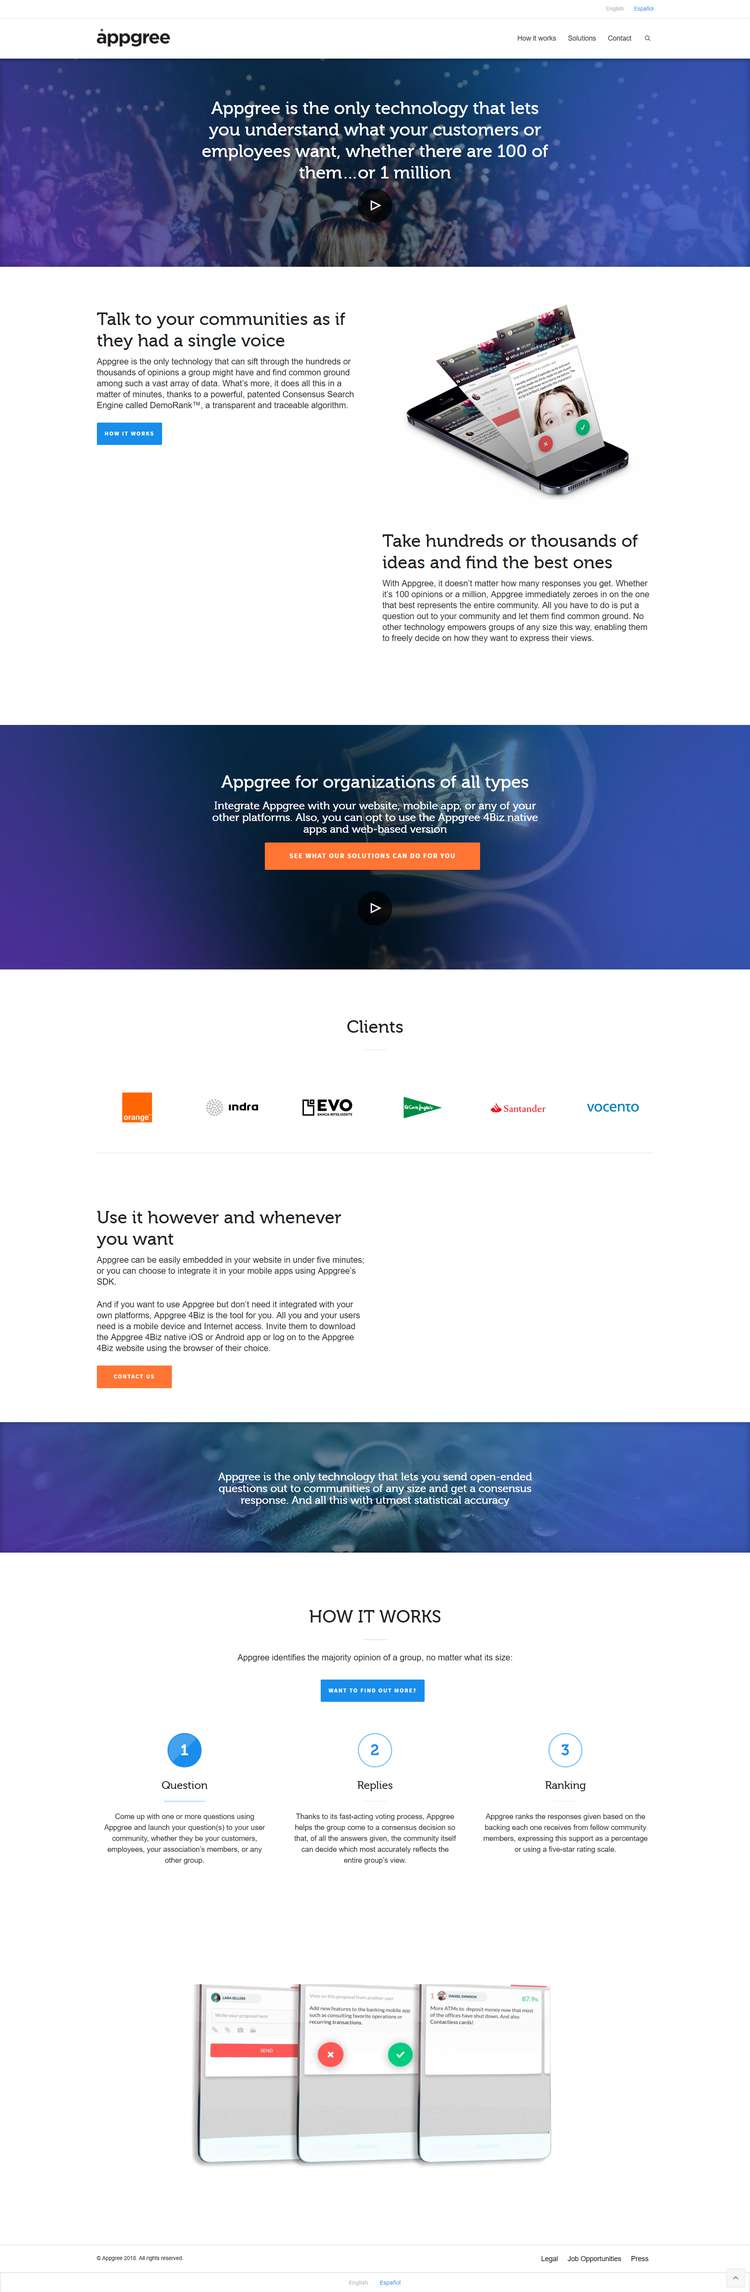 English Español
appgree
How it works Solutions Contact
Appgree is the only technology that lets
you understand what your customers or
employees want, whether there are 100 of
them...or 1 million
Talk to your communities as if
they had a single voice
Appgree is the only technology that can sift through the hundreds or
thousands of opinions a group might have and find common ground
among such a vast array of data. What's more, it does all this in a
matter of minutes, thanks to a powerful, patented Consensus Search
Engine called DemoRank™, a transparent and traceable algorithm.
HOW IT WORKS
Take hundreds or thousands of
ideas and find the best ones
With Appgree, it doesn't matter how many responses you get. Whether
it's 100 opinions or a million, Appgree immediately zeroes in on the one
that best represents the entire community. All you have to do is put a
question out to your community and let them find common ground. No
other technology empowers groups of any size this way, enabling them
to freely decide on how they want to express their views.
Appgree for organizations of all types
Integrate Appgree with your website, mobile app, or any of your
other platforms. Also, you can opt to use the Appgree 4Biz native
apps and web-based version
SEE WHAT OUR SOLUTIONS CAN DO FOR YOU
Clients
orange™
indra
EVO
BANCA INTELIGENTE
El Corte Inglés
Santander
vocento
Use it however and whenever
you want
Appgree can be easily embedded in your website in under five minutes;
or you can choose to integrate it in your mobile apps using Appgree's
SDK.
And if you want to use Appgree but don't need it integrated with your
own platforms, Appgree 4Biz is the tool for you. All you and your users
need is a mobile device and Internet access. Invite them to download
the Appgree 4Biz native iOS or Android app or log on to the Appgree
4Biz website using the browser of their choice.
CONTACT US
Appgree is the only technology that lets you send open-ended
questions out to communities of any size and get a consensus
response. And all this with utmost statistical accuracy
HOW IT WORKS
Appgree identifies the majority opinion of a group, no matter what its size:
WANT TO FIND OUT MORE?
1
Question
Come up with one or more questions using
Appgree and launch your question(s) to your user
community, whether they be your customers,
employees, your association's members, or any
other group.
2
Replies
Thanks to its fast-acting voting process, Appgree
helps the group come to a consensus decision so
that, of all the answers given, the community itself
can decide which most accurately reflects the
entire group's view.
3
Ranking
Appgree ranks the responses given based on the
backing each one receives from fellow community
members, expressing this support as a percentage
or using a five-star rating scale.
LARA SELLERS
Write your proposal here
SEND
Vote on this proposal from another user
Add new features to the banking mobile app
such as consulting favorite operations or
recurring transactions.
1 DANIEL DAWSON 87.9%
More ATMs to deposit money now that most
of the offices have shut down. And also
Contactless cards!
© Appgree 2018. All rights reserved.
Legal Job Opportunities Press
English Español